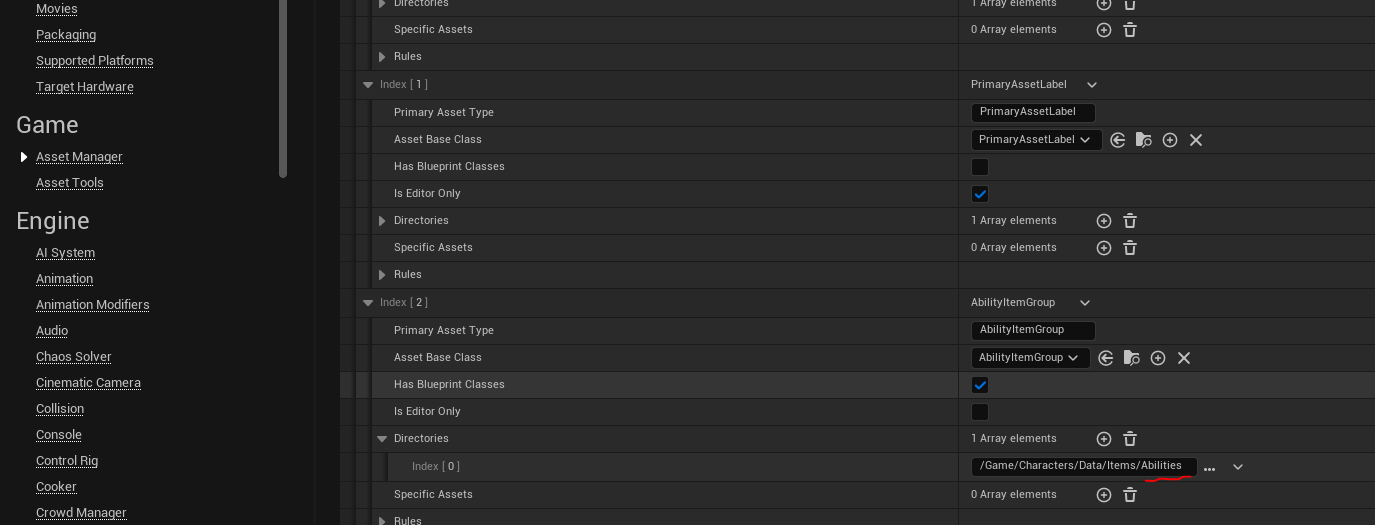 Movies
Packaging
Supported Platforms
Target Hardware
Game
Asset Manager
Asset Tools
Engine
AI System
Animation
Animation Modifiers
Audio
Chaos Solver
Cinematic Camera
Collision
Console
Control Rig
Cooker
Crowd Manager
Directories 1 Array elements
Specific Assets 0 Array elements
Rules
Index [ 1 ] PrimaryAssetLabel
Primary Asset Type PrimaryAssetLabel
Asset Base Class PrimaryAssetLabel
Has Blueprint Classes
Is Editor Only
Directories 1 Array elements
Specific Assets 0 Array elements
Rules
Index [ 2 ] AbilityItemGroup
Primary Asset Type AbilityItemGroup
Asset Base Class AbilityItemGroup
Has Blueprint Classes
Is Editor Only
Directories 1 Array elements
Index [ 0 ] /Game/Characters/Data/Items/Abilities
Specific Assets 0 Array elements
Rules